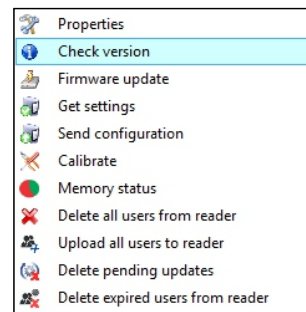 Properties
Check version
Firmware update
Get settings
Send configuration
Calibrate
Memory status
Delete all users from reader
Upload all users to reader
Delete pending updates
Delete expired users from reader